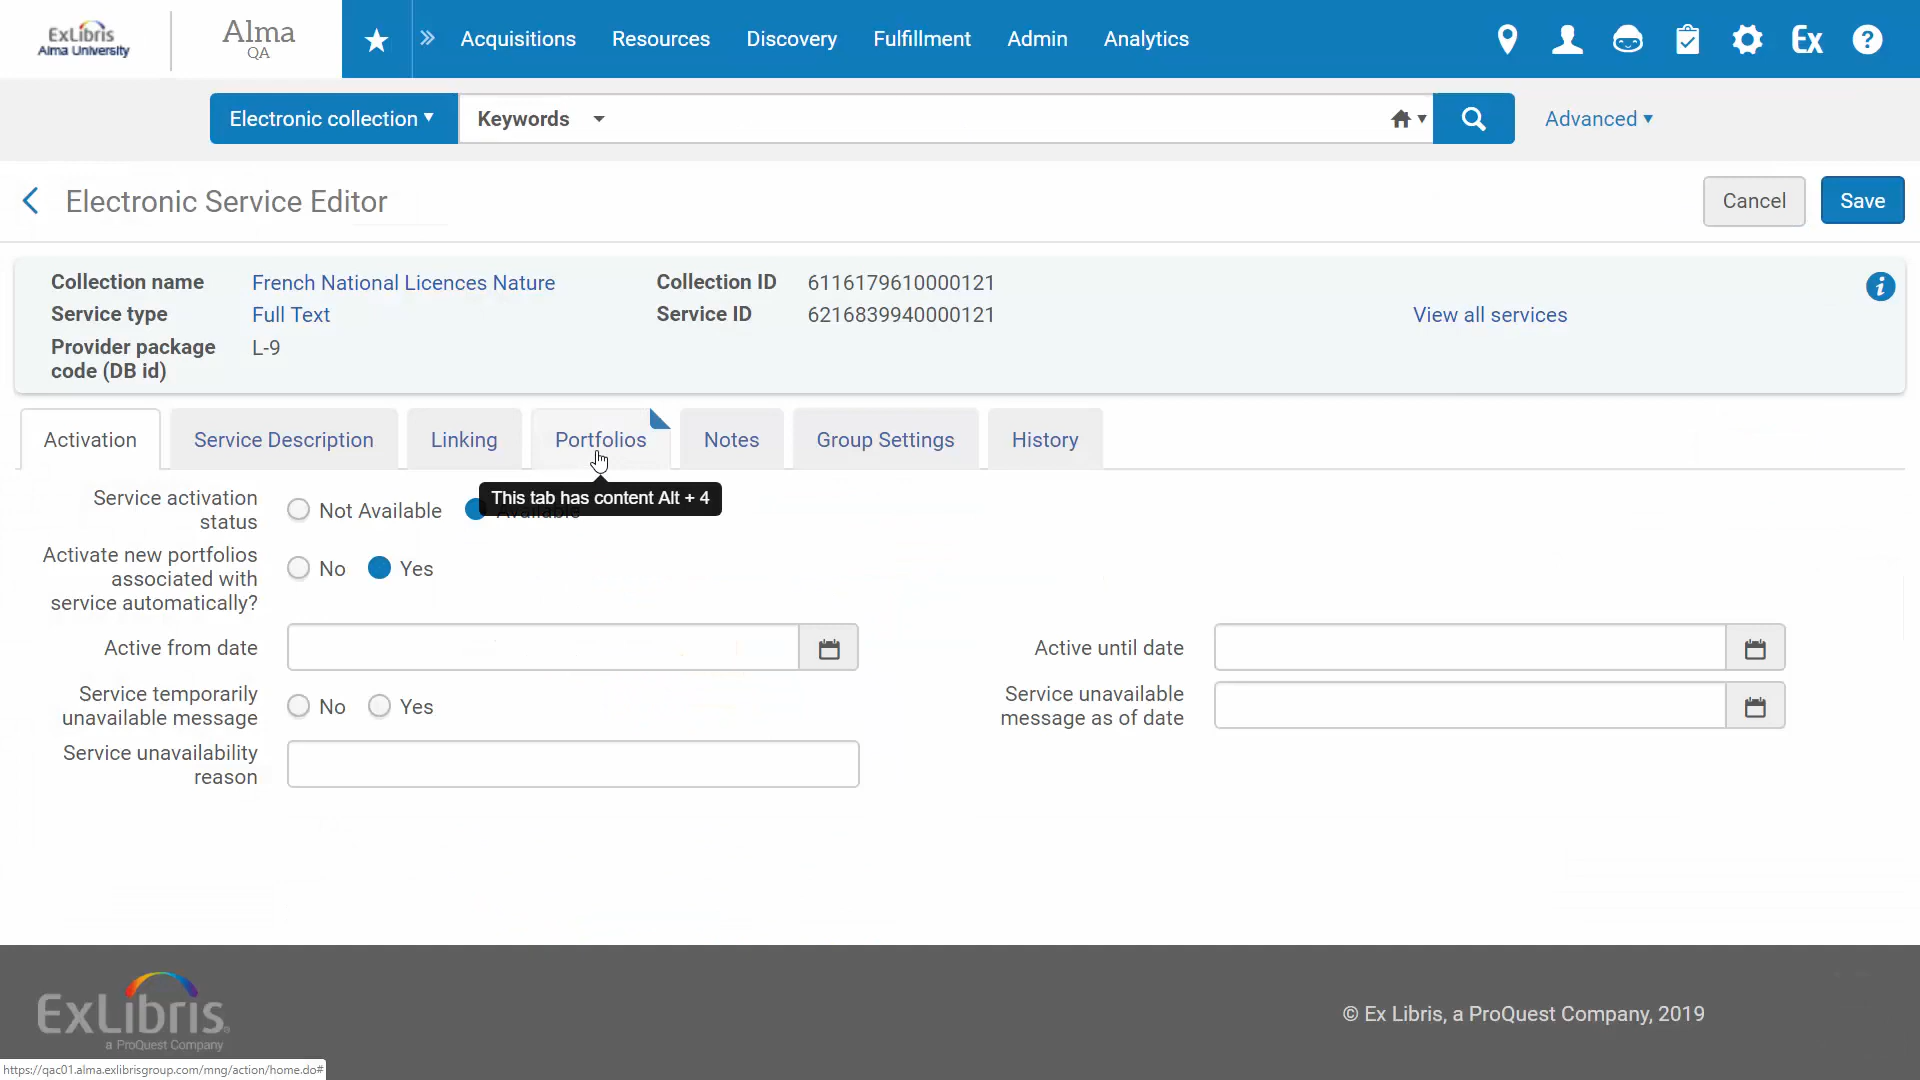 ExLibris
Alma University
Alma
QA
Acquisitions
Resources
Discovery
Fulfillment
Admin
Analytics
Ex
?
Electronic collection
Keywords
Advanced
Electronic Service Editor
Cancel
Save
Collection name
French National Licences Nature
Collection ID
6116179610000121
i
Service type
Full Text
Service ID
6216839940000121
View all services
Provider package
code (DB id)
L-9
Activation
Service Description
Linking
Portfolios
Notes
Group Settings
History
This tab has content Alt + 4
Service activation
status
Not Available
Available
Activate new portfolios
associated with
service automatically?
No
Yes
Active from date
Active until date
Service temporarily
unavailable message
No
Yes
Service unavailable
message as of date
Service unavailability
reason
ExLibris
a ProQuest Company
© Ex Libris, a ProQuest Company, 2019
https://qac01.alma.exlibrisgroup.com/mng/action/home.do#